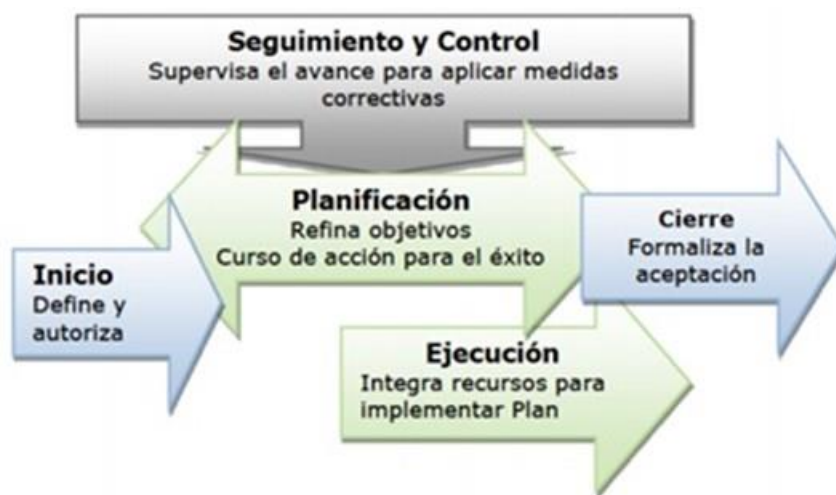 Seguimiento y Control
Supervisa el avance para aplicar medidas
correctivas
Planificación
Refina objetivos
Curso de acción para el éxito
Inicio
Define y
autoriza
Cierre
Formaliza la
aceptación
Ejecución
Integra recursos para
implementar Plan